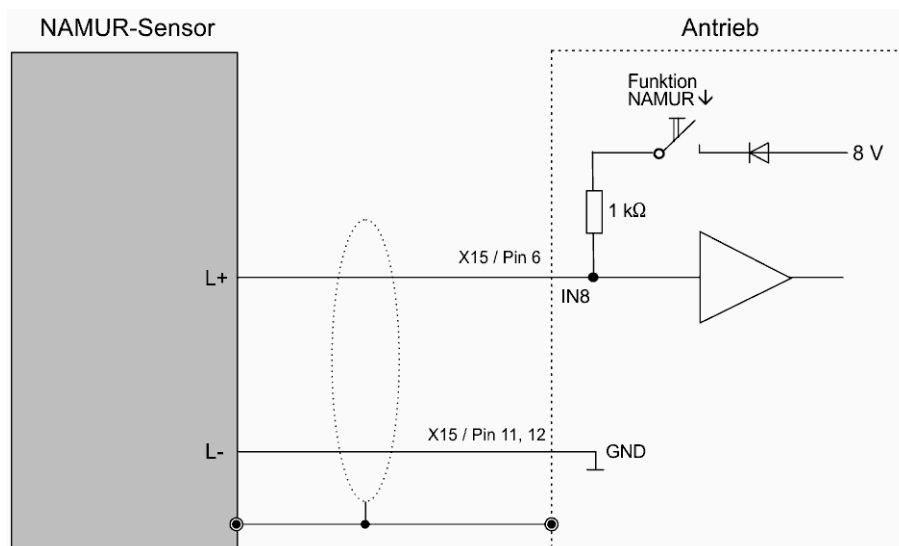 NAMUR-Sensor
Antrieb
Funktion
NAMUR
8 V
1 kΩ
X15 / Pin 6
L+
IN8
X15 / Pin 11, 12
L-
GND